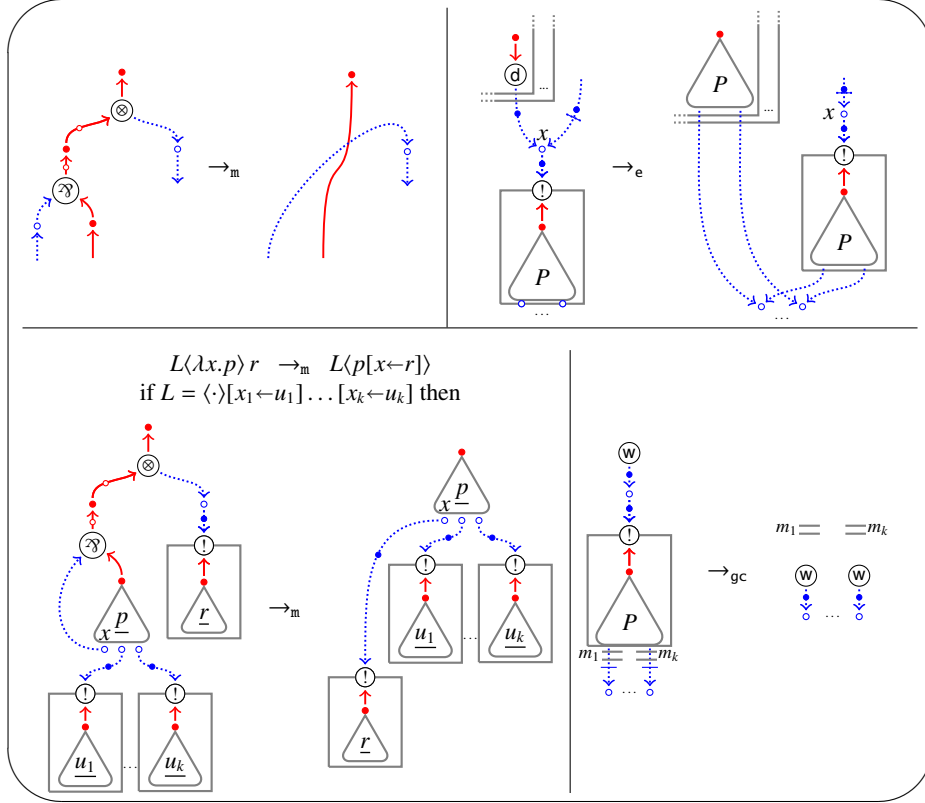 ⊗
⅋
→m
d
x
!
P
...
→e
P
...
x
!
P
...
L⟨λx.p⟩ r →m L⟨p[x←r]⟩
if L = ⟨·⟩[x1←u1] . . . [xk←uk] then
⊗
⅋
!
x p
r
!
!
u1
...
uk
→m
x p
!
!
u1
...
uk
!
r
w
!
P
m1
mk
...
→gc
m1
mk
w
w
...